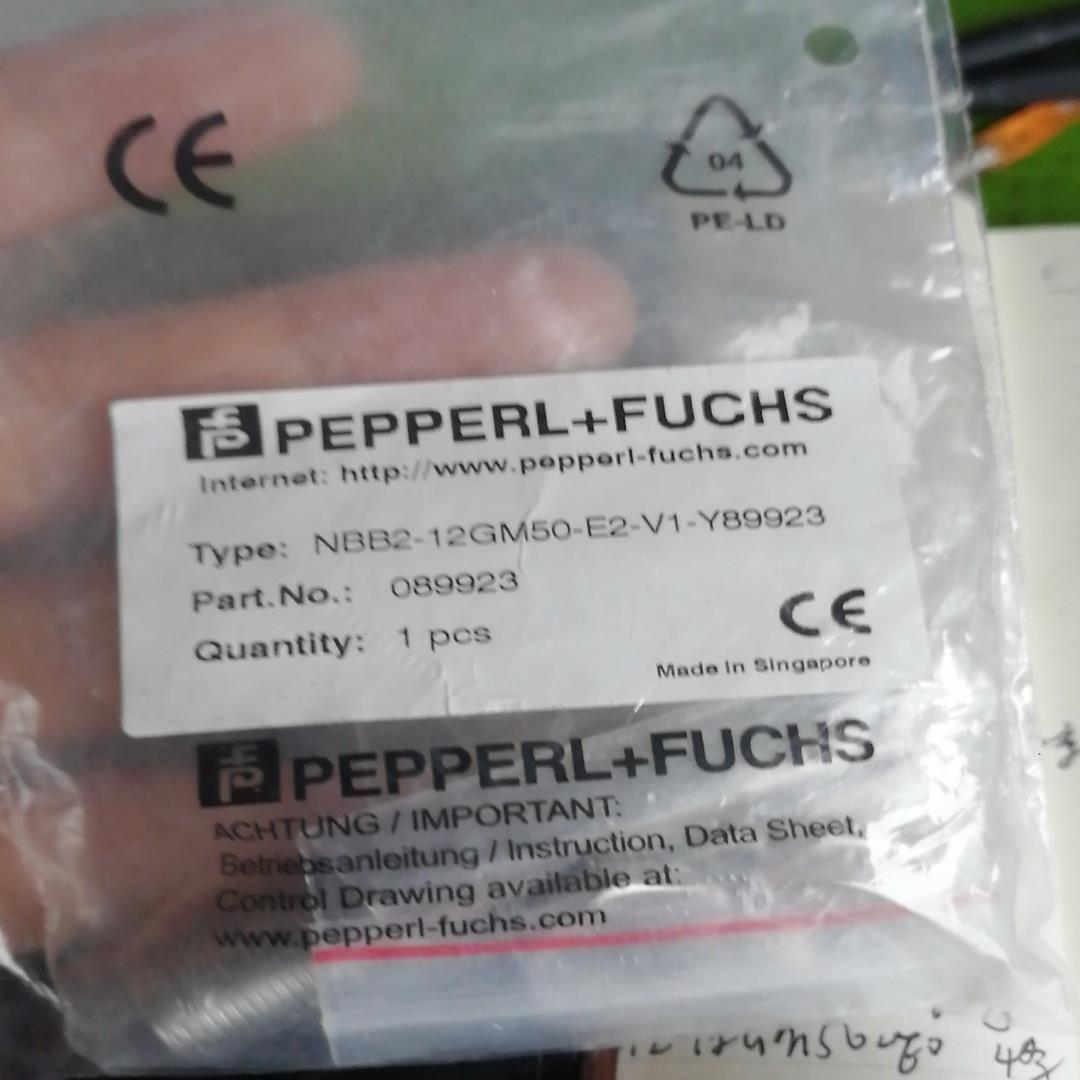 CE
04
PE-LD
PEPPERL+FUCHS
Internet: http://www.pepperl-fuchs.com
Type: NBB2-12GM50-E2-V1-Y89923
Part.No.: 089923
Quantity: 1 pcs
CE
Made in Singapore
PEPPERL+FUCHS
ACHTUNG / IMPORTANT:
Betriebsanleitung / Instruction, Data Sheet,
Control Drawing available at:
www.pepperl-fuchs.com